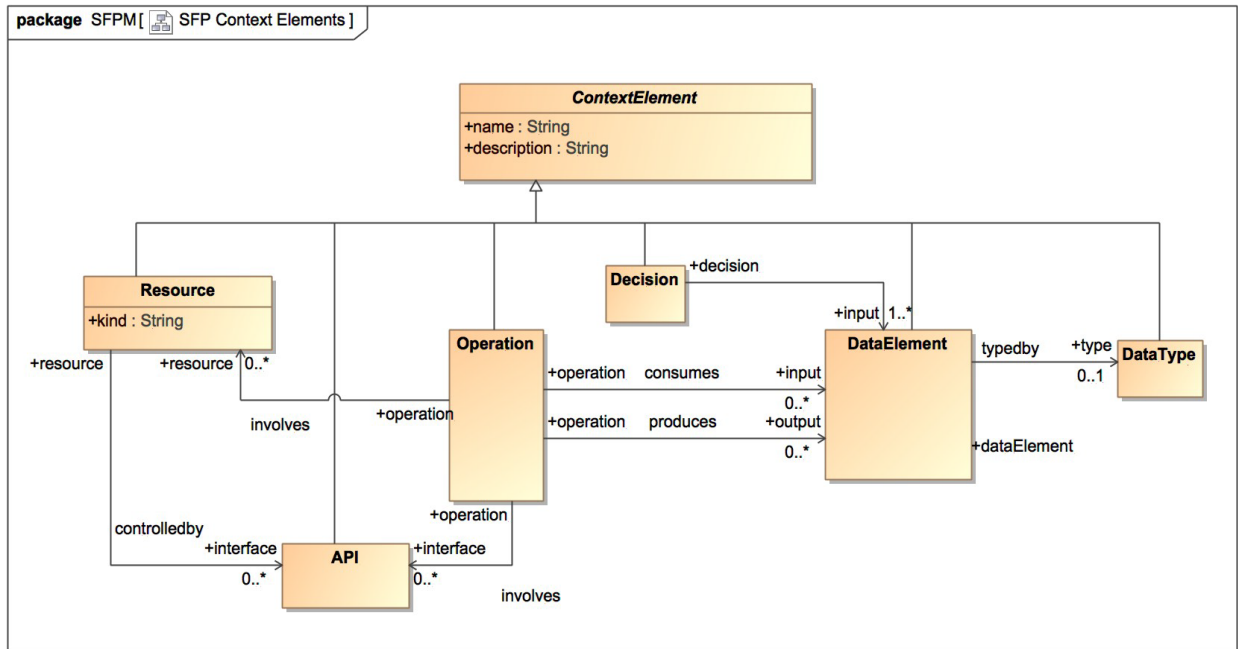 package SFPM [ SFP Context Elements ]
ContextElement
+name : String
+description : String
Resource
+kind : String
Decision
+decision
+input 1..*
+resource
+resource 0..*
Operation
+operation consumes +input
0..*
DataElement
typedby +type
0..1
DataType
+operation
involves
+operation produces +output
0..*
+dataElement
+operation
controlledby
+interface
0..*
API
+interface
0..*
involves